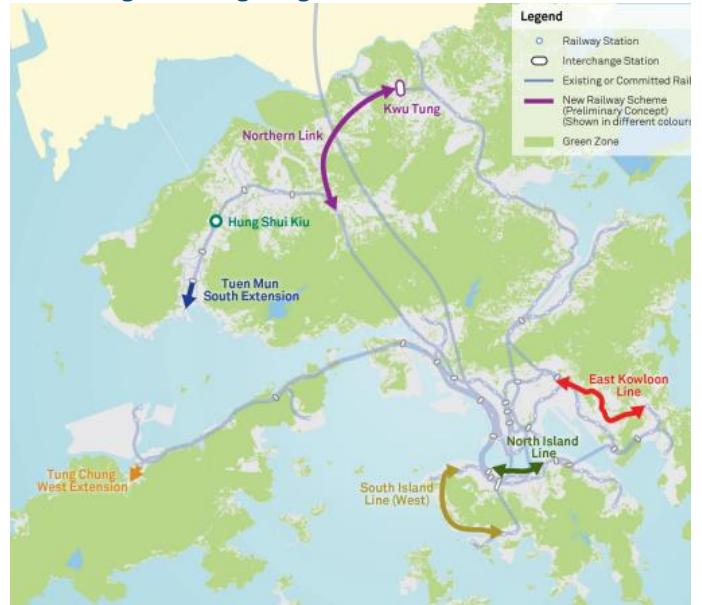 Legend
Railway Station
Interchange Station
Existing or Committed Rail
New Railway Scheme
(Preliminary Concept)
(Shown in different colours
Green Zone
Kwu Tung
Northern Link
Hung Shui Kiu
Tuen Mun
South Extension
East Kowloon
Line
North Island
Line
Tung Chung
West Extension
South Island
Line (West)